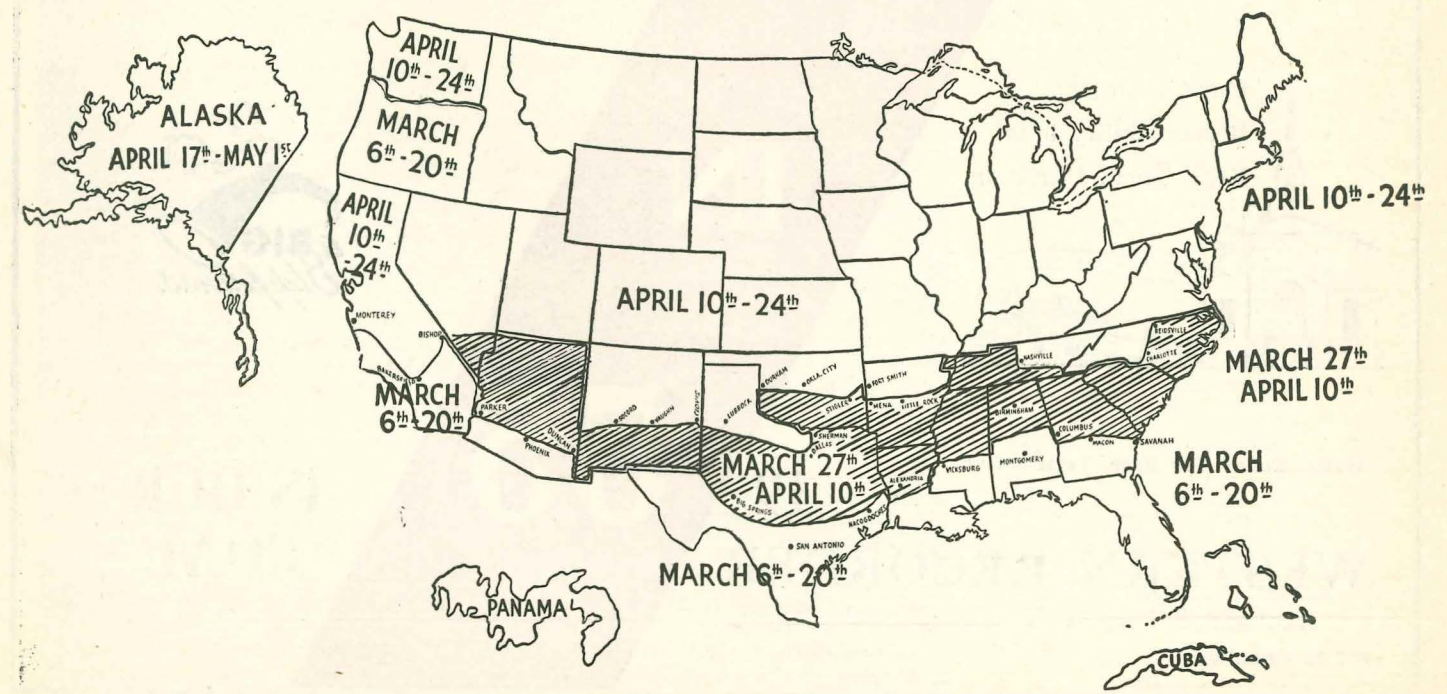 APRIL
10th - 24th
ALASKA
APRIL 17th - MAY 1st
MARCH
6th - 20th
APRIL
10th
-24th
APRIL 10th - 24th
APRIL 10th - 24th
MONTEREY
BISHOP
BAKERSFIELD
MARCH
6th - 20th
PARKER
PHOENIX
DUNCAN
SOCORO
VAUGHN
CLOVIS
LUBBOCK
DURHAM
OKLA. CITY
STIGLER
FORT SMITH
MENA
LITTLE ROCK
NASHVILLE
REIDSVILLE
CHARLOTTE
MARCH 27th
APRIL 10th
BIRMINGHAM
COLUMBUS
MACON
SAVANAH
SHERMAN
DALLAS
MARCH 27th
APRIL 10th
BIG SPRINGS
ALEXANDRIA
VICKSBURG
MONTGOMERY
MARCH
6th - 20th
NACOGDOCHES
SAN ANTONIO
MARCH 6th - 20th
PANAMA
CUBA